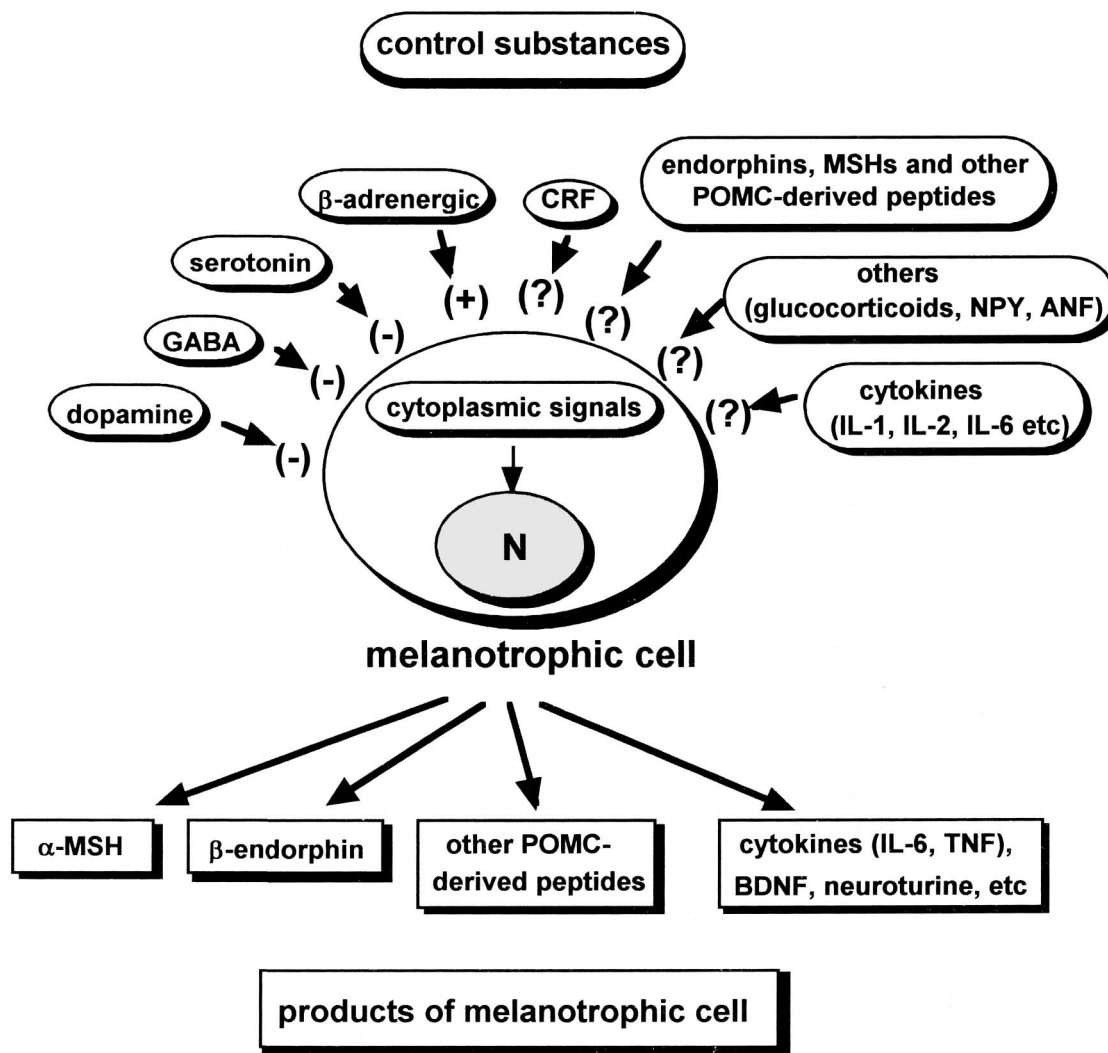 control substances
endorphins, MSHs and other
POMC-derived peptides
β-adrenergic
CRF
serotonin
others
(glucocorticoids, NPY, ANF)
GABA
cytokines
(IL-1, IL-2, IL-6 etc)
dopamine
(-)
(-)
(-)
(+)
(?)
(?)
(?)
(?)
cytoplasmic signals
N
melanotrophic cell
α-MSH
β-endorphin
other POMC-
derived peptides
cytokines (IL-6, TNF),
BDNF, neuroturine, etc
products of melanotrophic cell